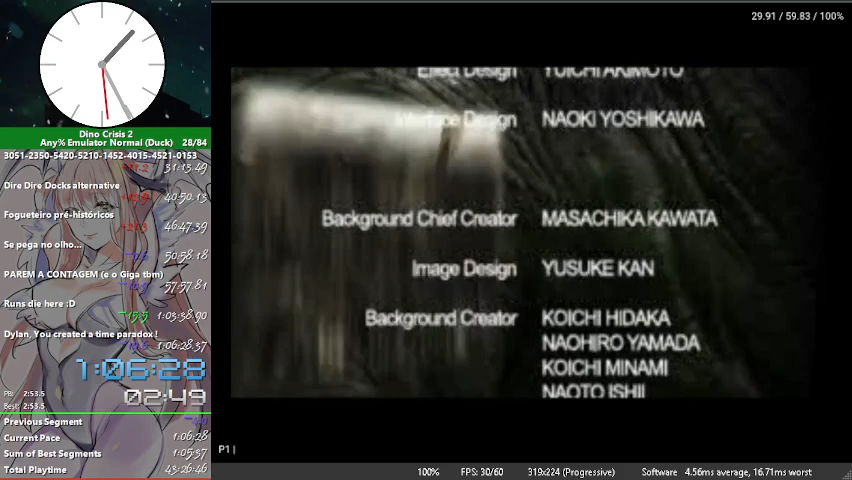 29.91 / 59.83 / 100%
Dino Crisis 2
Any% Emulator Normal (Duck) 28/84
3051-2350-5420-5210-1452-4015-4521-0153
31:13.49
Dire Dire Docks alternative
40:50.13
Fogueteiro pré-históricos
46:47.39
Se pega no olho...
50:58.18
PAREM A CONTAGEM (e o Giga tbm)
57:57.81
Runs die here :D
1:03:38.90
Dylan, You created a time paradox !
1:06:28.37
1:06:28
02:49
PB: 2:53.5
Best: 2:53.5
Previous Segment
Current Pace 1:06:28
Sum of Best Segments 1:05:37
Total Playtime 43:26:46
Effect Design YUICHI AKIMOTO
Interface Design NAOKI YOSHIKAWA
Background Chief Creator MASACHIKA KAWATA
Image Design YUSUKE KAN
Background Creator KOICHI HIDAKA
NAOHIRO YAMADA
KOICHI MINAMI
NAOTO ISHII
P1 |
100% FPS: 30/60 319x224 (Progressive) Software 4.56ms average, 16.71ms worst